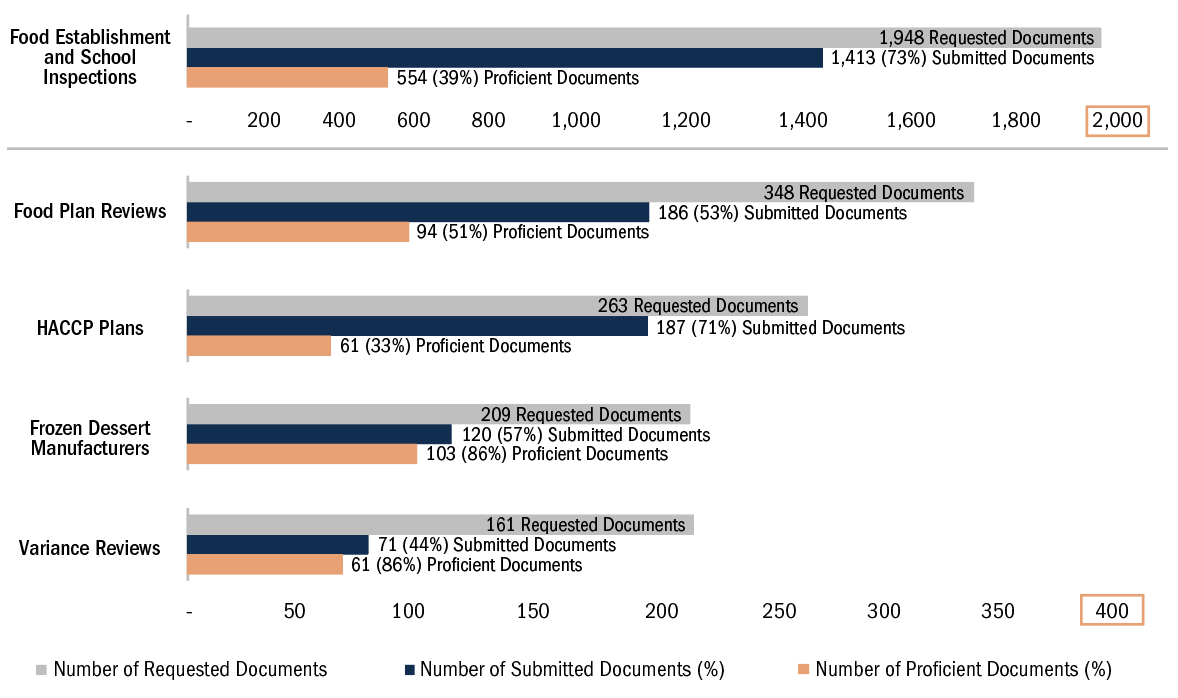 Food Establishment
and School
Inspections
1,948 Requested Documents
1,413 (73%) Submitted Documents
554 (39%) Proficient Documents
- 200 400 600 800 1,000 1,200 1,400 1,600 1,800 2,000
Food Plan Reviews
348 Requested Documents
186 (53%) Submitted Documents
94 (51%) Proficient Documents
HACCP Plans
263 Requested Documents
187 (71%) Submitted Documents
61 (33%) Proficient Documents
Frozen Dessert
Manufacturers
209 Requested Documents
120 (57%) Submitted Documents
103 (86%) Proficient Documents
Variance Reviews
161 Requested Documents
71 (44%) Submitted Documents
61 (86%) Proficient Documents
- 50 100 150 200 250 300 350 400
Number of Requested Documents
Number of Submitted Documents (%)
Number of Proficient Documents (%)